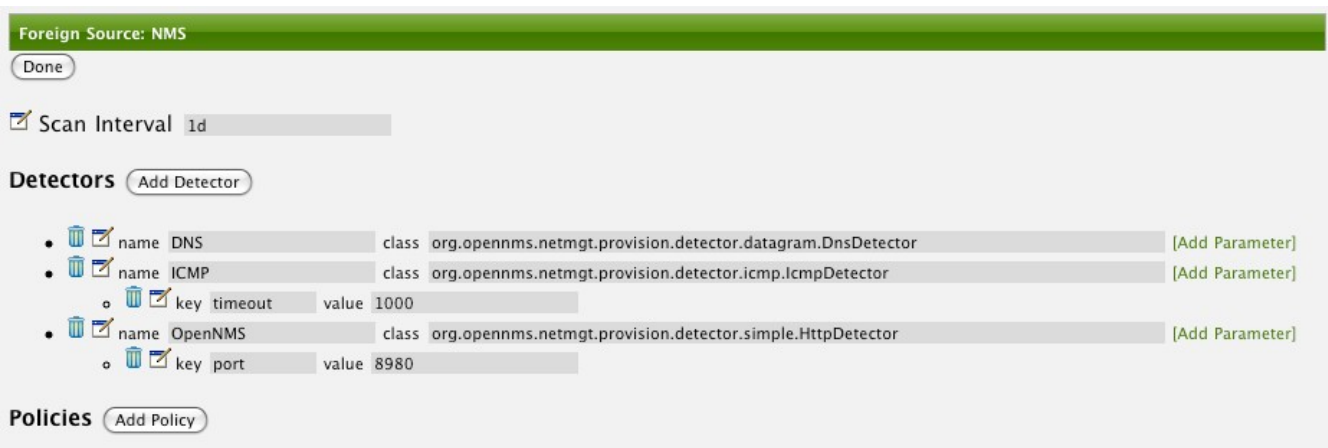 Foreign Source: NMS
Done
Scan Interval 1d
Detectors Add Detector
name DNS class org.opennms.netmgt.provision.detector.datagram.DnsDetector [Add Parameter]
name ICMP class org.opennms.netmgt.provision.detector.icmp.IcmpDetector [Add Parameter]
key timeout value 1000
name OpenNMS class org.opennms.netmgt.provision.detector.simple.HttpDetector [Add Parameter]
key port value 8980
Policies Add Policy